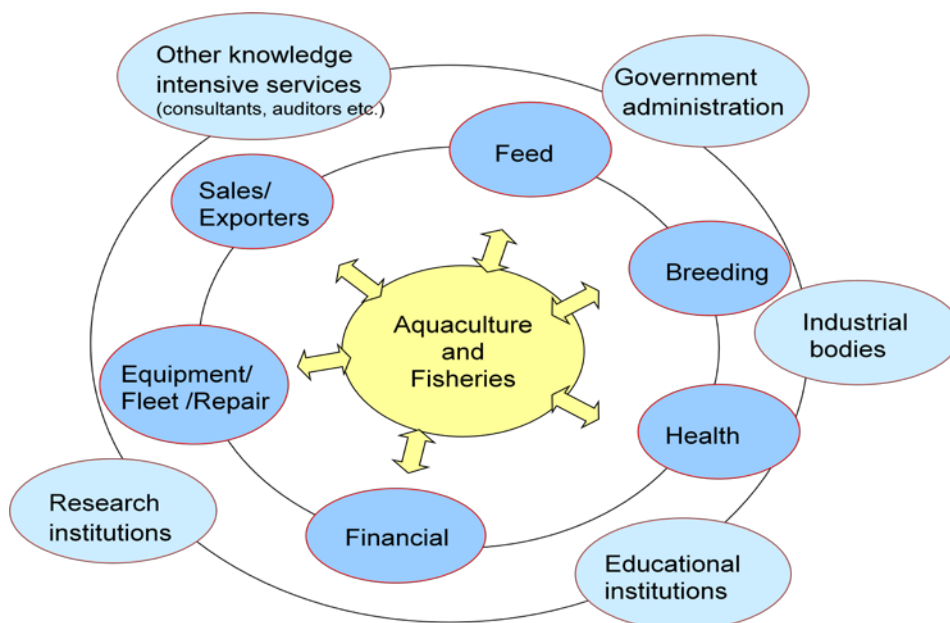 Other knowledge
intensive services
(consultants, auditors etc.)
Government
administration
Feed
Sales/
Exporters
Breeding
Aquaculture
and
Fisheries
Industrial
bodies
Equipment/
Fleet /Repair
Health
Research
institutions
Financial
Educational
institutions